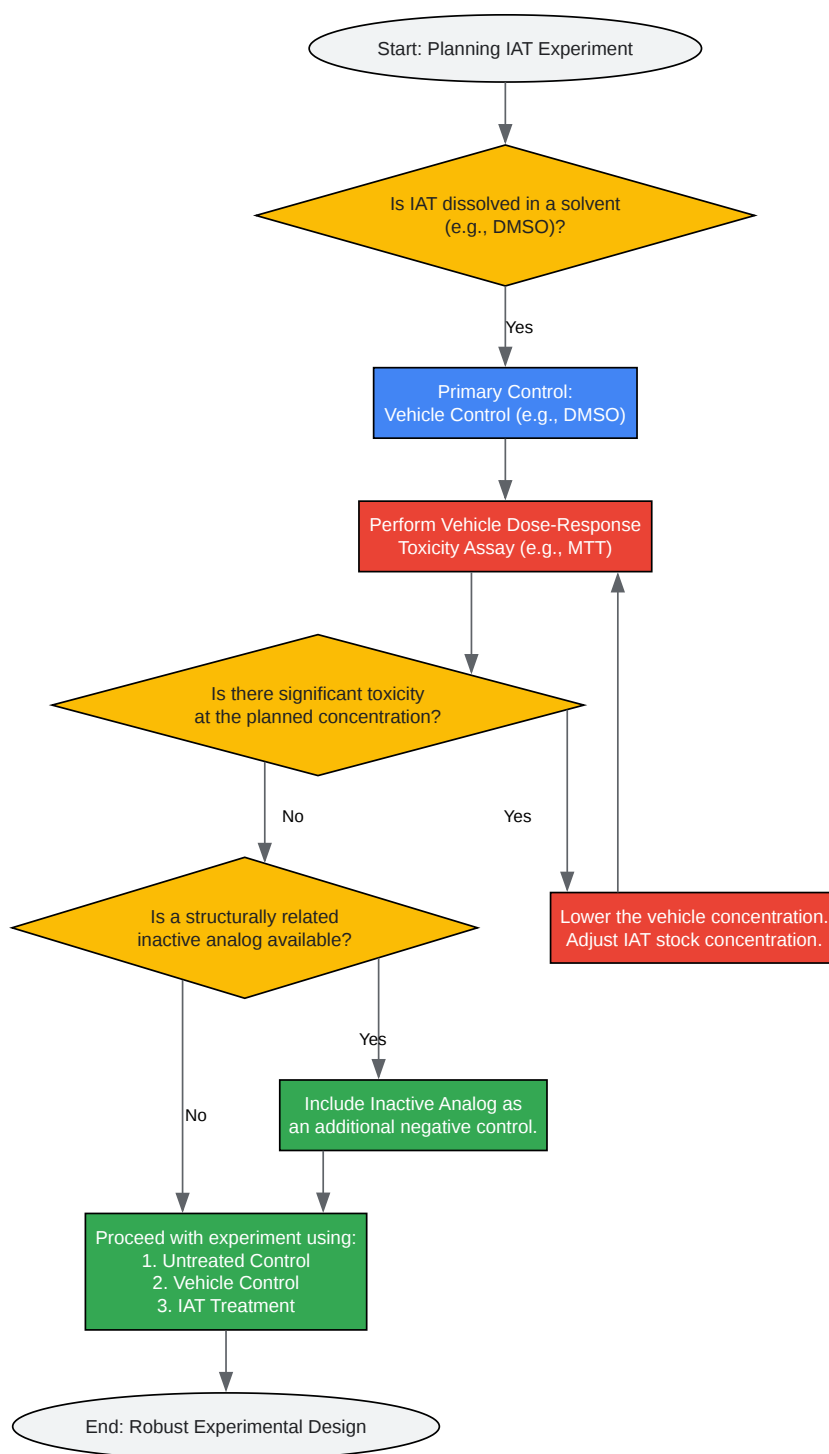 Start: Planning IAT Experiment
Is IAT dissolved in a solvent
(e.g., DMSO)?
Yes
Primary Control:
Vehicle Control (e.g., DMSO)
Perform Vehicle Dose-Response
Toxicity Assay (e.g., MTT)
Is there significant toxicity
at the planned concentration?
No
Yes
Is a structurally related
inactive analog available?
Lower the vehicle concentration.
Adjust IAT stock concentration.
Yes
No
Include Inactive Analog as
an additional negative control.
Proceed with experiment using:
1. Untreated Control
2. Vehicle Control
3. IAT Treatment
End: Robust Experimental Design